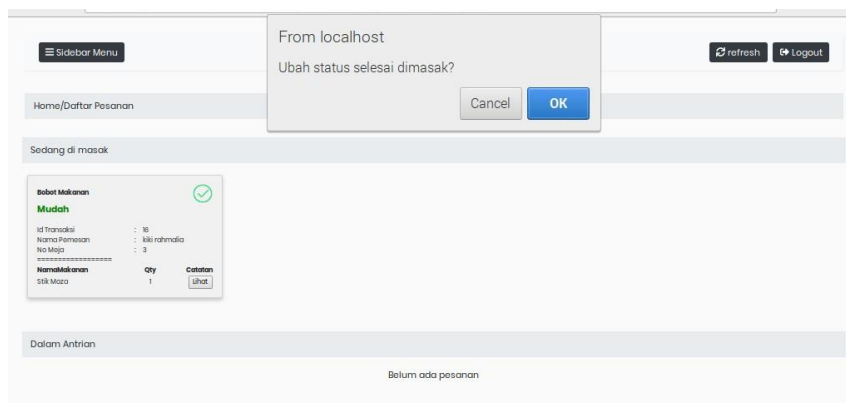 From localhost
Ubah status selesai dimasak?
Cancel OK
Sidebar Menu refresh Logout
Home/Daftar Pesanan
Sedang di masak
Bobot Makanan
Mudah
Id Transaksi : 16
Nama Pemesan : kiki rahmalia
No Meja : 3
==================
NamaMakanan Qty Catatan
Stik Moza 1 Lihat
Dalam Antrian
Belum ada pesanan